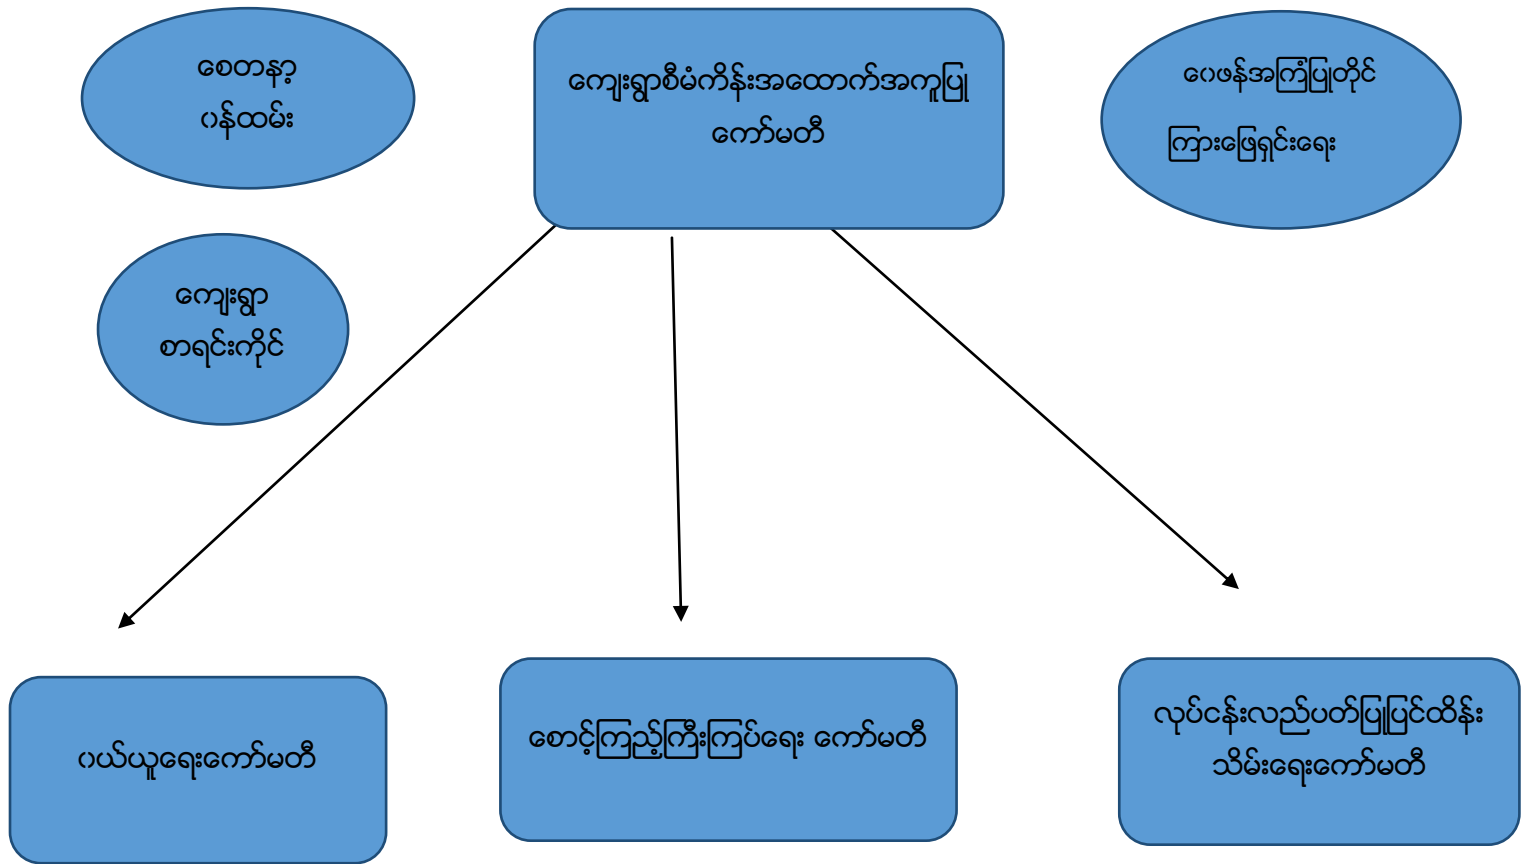 စေတနာ့
ဝန်ထမ်း
ကျေးရွာစီမံကိန်းအထောက်အကူပြု
ကော်မတီ
ဝေဖန်အကြံပြုတိုင်
ကြားဖြေရှင်းရေး
ကျေးရွာ
စာရင်းကိုင်
ဝယ်ယူရေးကော်မတီ
စောင့်ကြည့်ကြီးကြပ်ရေး ကော်မတီ
လုပ်ငန်းလည်ပတ်ပြုပြင်ထိန်း
သိမ်းရေးကော်မတီ